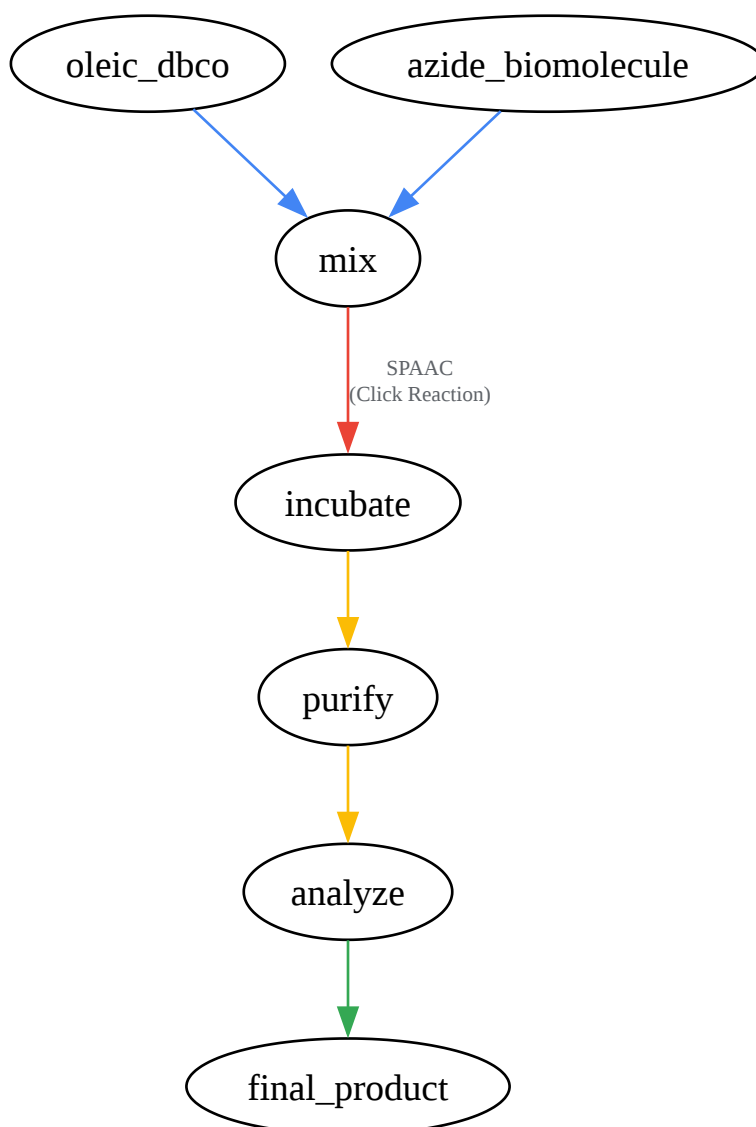 oleic_dbco
azide_biomolecule
mix
SPAAC
(Click Reaction)
incubate
purify
analyze
final_product